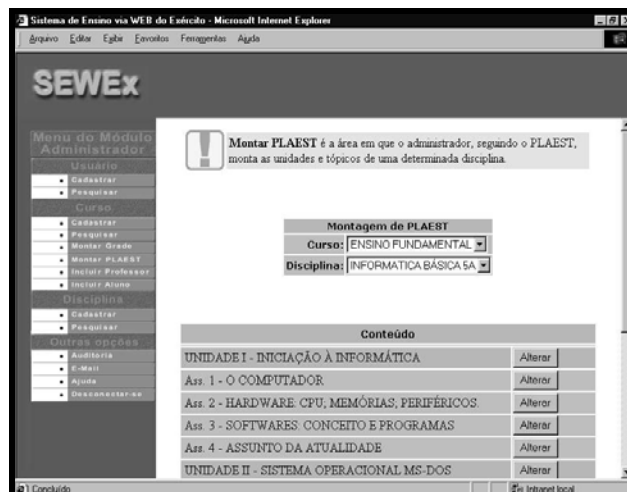 Sistema de Ensino via WEB do Exército - Microsoft Internet Explorer
Arquivo Editar Exibir Favoritos Ferramentas Ajuda
SEWEx
Menu do Módulo
Administrador
Usuário
Cadastrar
Pesquisar
Curso
Cadastrar
Pesquisar
Montar Grade
Montar PLAEST
Incluir Professor
Incluir Aluno
Disciplina
Cadastrar
Pesquisar
Outras opções
Auditoria
E-Mail
Ajuda
Desconectar-se
Montar PLAEST é a área em que o administrador, segundo o PLAEST,
monta as unidades e tópicos de uma determinada disciplina.
Montagem de PLAEST
Curso: ENSINO FUNDAMENTAL
Disciplina: INFORMATICA BÁSICA 5A
Conteúdo
UNIDADE I - INICIAÇÃO À INFORMÁTICA Alterar
Ass. 1 - O COMPUTADOR Alterar
Ass. 2 - HARDWARE: CPU; MEMÓRIAS; PERIFÉRICOS. Alterar
Ass. 3 - SOFTWARES: CONCEITO E PROGRAMAS Alterar
Ass. 4 - ASSUNTO DA ATUALIDADE Alterar
UNIDADE II - SISTEMA OPERACIONAL MS-DOS Alterar
Concluído Intranet local